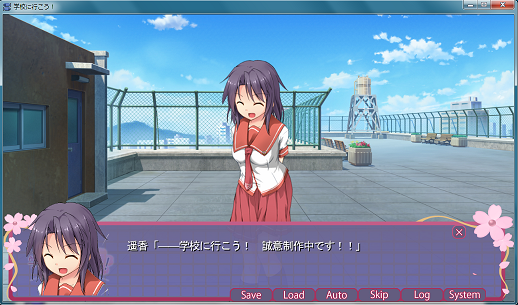 学校に行こう！
遥香「――学校に行こう！　誠意制作中です！！」
Save Load Auto Skip Log System